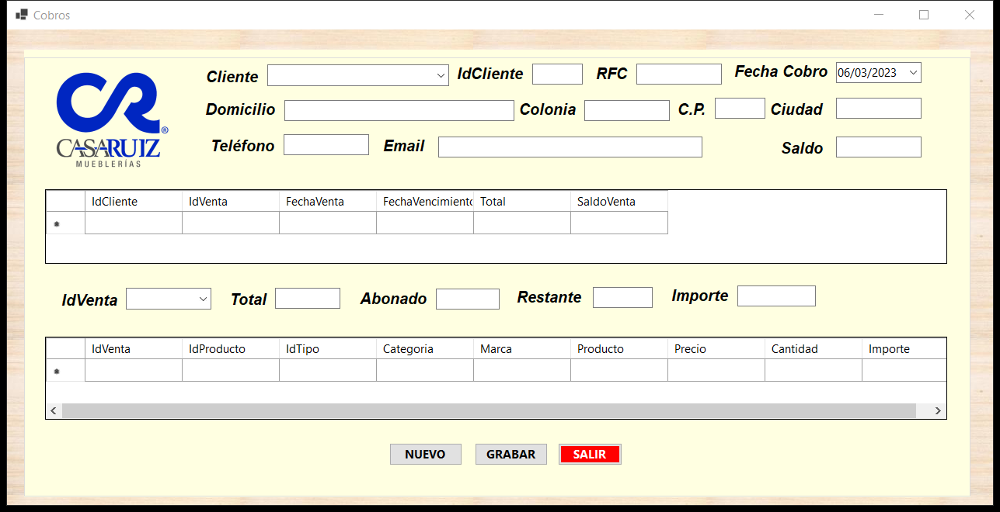 Cobros
Cliente IdCliente RFC Fecha Cobro 06/03/2023
Domicilio Colonia C.P. Ciudad
Teléfono Email Saldo
CR®
CASARUIZ
MUEBLERÍAS
IdCliente IdVenta FechaVenta FechaVencimiento Total SaldoVenta
IdVenta Total Abonado Restante Importe
IdVenta IdProducto IdTipo Categoria Marca Producto Precio Cantidad Importe
NUEVO GRABAR SALIR